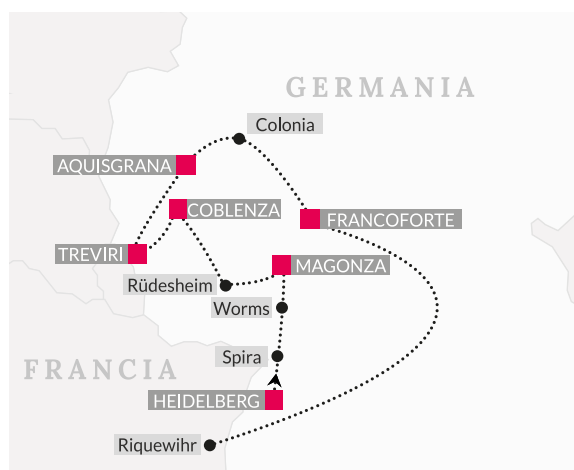 GERMANIA
Colonia
AQUISGRANA
COBLENZA
FRANCOFORTE
TREVIRI
MAGONZA
Rüdesheim
Worms
Spira
FRANCIA
HEIDELBERG
Riquewihr